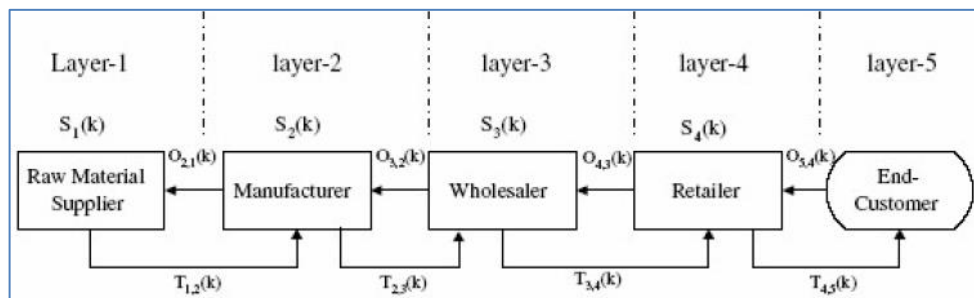 Layer-1 layer-2 layer-3 layer-4 layer-5
S₁(k) S₂(k) S₃(k) S₄(k)
O₂,₁(k) O₃,₂(k) O₄,₃(k) O₅,₄(k)
Raw Material
Supplier
Manufacturer
Wholesaler
Retailer
End-
Customer
T₁,₂(k) T₂,₃(k) T₃,₄(k) T₄,₅(k)